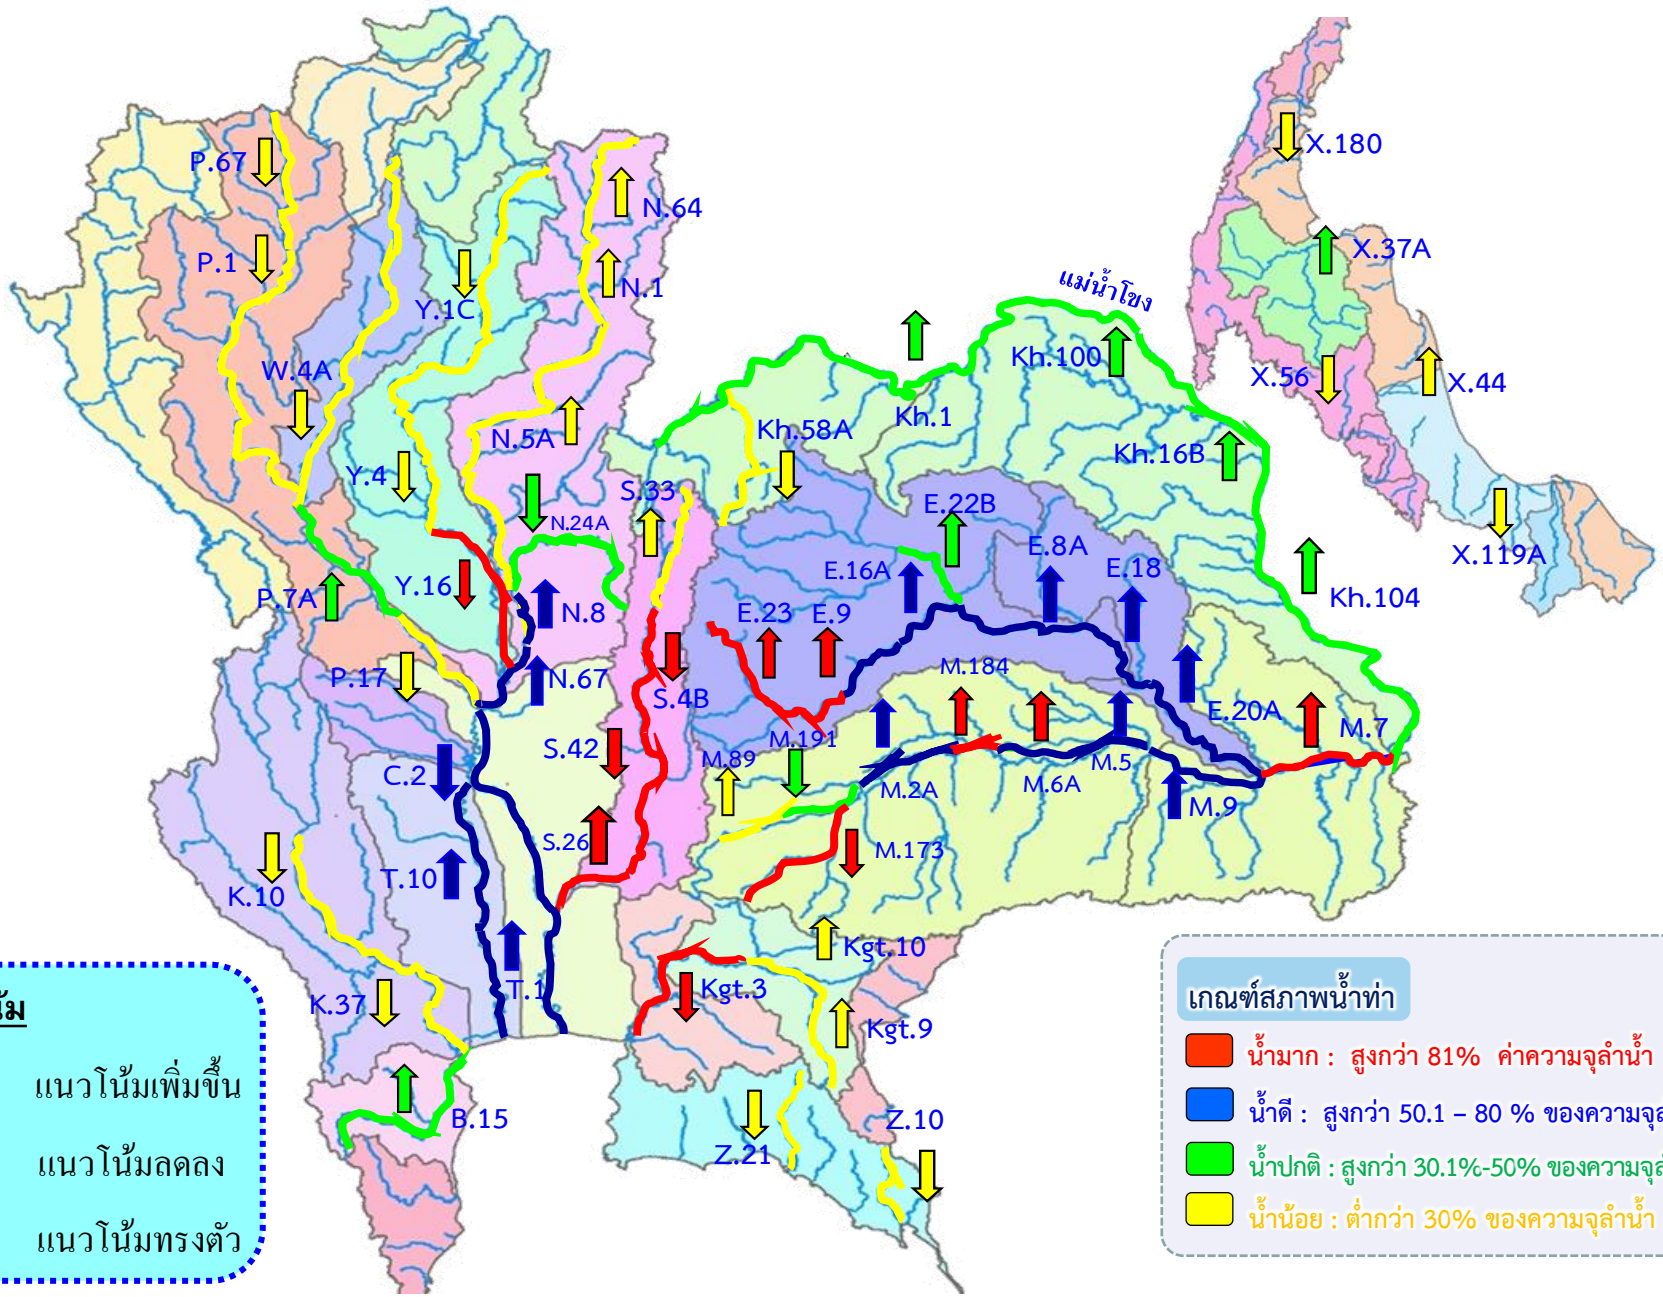 P.67
P.1
W.4A
Y.1C
N.64
N.1
N.5A
Y.4
N.24A
S.33
P.7A
Y.16
N.8
P.17
N.67
S.4B
C.2
S.42
S.26
T.10
K.10
T.1
K.37
B.15
แม่น้ำโขง
Kh.58A
Kh.1
Kh.100
Kh.16B
Kh.104
E.22B
E.16A
E.8A
E.18
E.23
E.9
E.20A
M.184
M.191
M.89
M.2A
M.6A
M.5
M.9
M.7
M.173
Kgt.10
Kgt.3
Kgt.9
Z.21
Z.10
X.180
X.37A
X.56
X.44
X.119A
แนวโน้มเพิ่มขึ้น
แนวโน้มลดลง
แนวโน้มทรงตัว
เกณฑ์สภาพน้ำท่า
น้ำมาก : สูงกว่า 81% ค่าความจุลำน้ำ
น้ำดี : สูงกว่า 50.1 – 80 % ของความจุล
น้ำปกติ : สูงกว่า 30.1%-50% ของความจุล
น้ำน้อย : ต่ำกว่า 30% ของความจุลำน้ำ